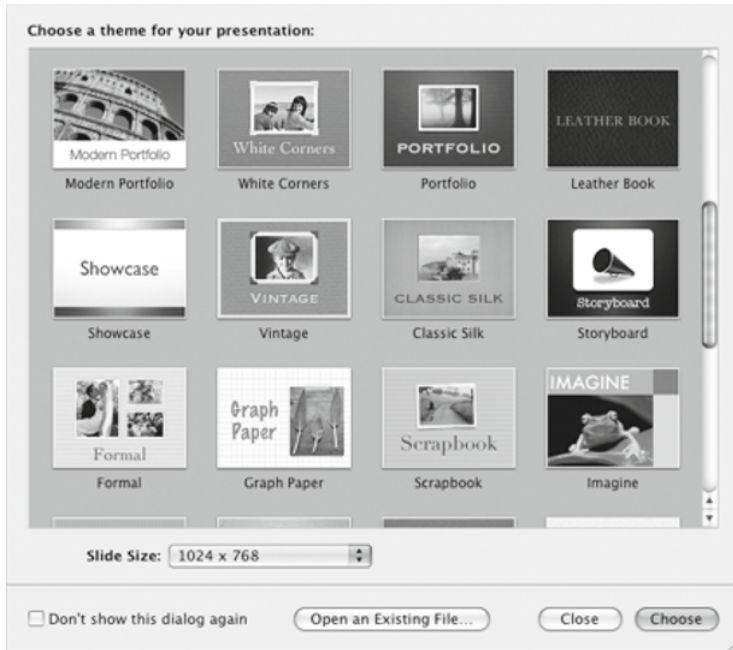 Choose a theme for your presentation:
Modern Portfolio
White Corners
PORTFOLIO
LEATHER BOOK
Modern Portfolio
White Corners
Portfolio
Leather Book
Showcase
VINTAGE
CLASSIC SILK
Storyboard
Showcase
Vintage
Classic Silk
Storyboard
Formal
Graph
Paper
Scrapbook
IMAGINE
Formal
Graph Paper
Scrapbook
Imagine
Slide Size: 1024 x 768
Don't show this dialog again
Open an Existing File...
Close
Choose